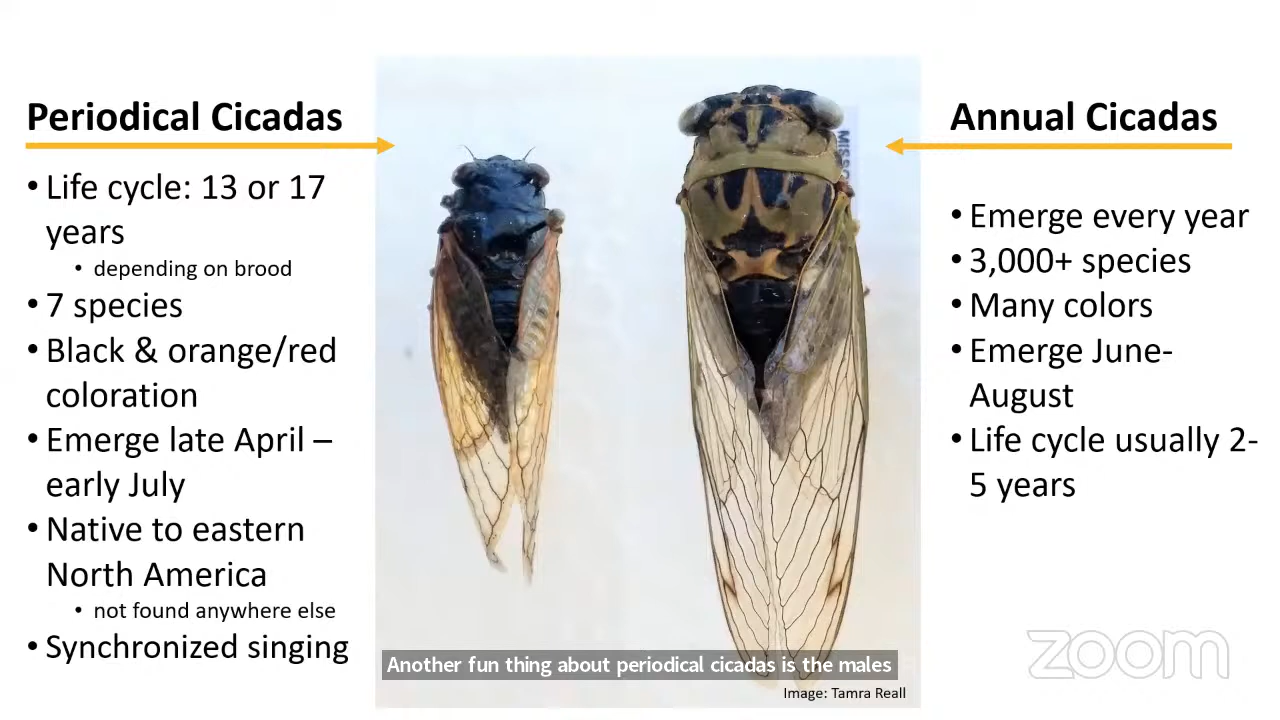 Periodical Cicadas
• Life cycle: 13 or 17
years
• depending on brood
• 7 species
• Black & orange/red
coloration
• Emerge late April –
early July
• Native to eastern
North America
• not found anywhere else
• Synchronized singing
Annual Cicadas
• Emerge every year
• 3,000+ species
• Many colors
• Emerge June-
August
• Life cycle usually 2-
5 years
Another fun thing about periodical cicadas is the males
Image: Tamra Reall
zoom